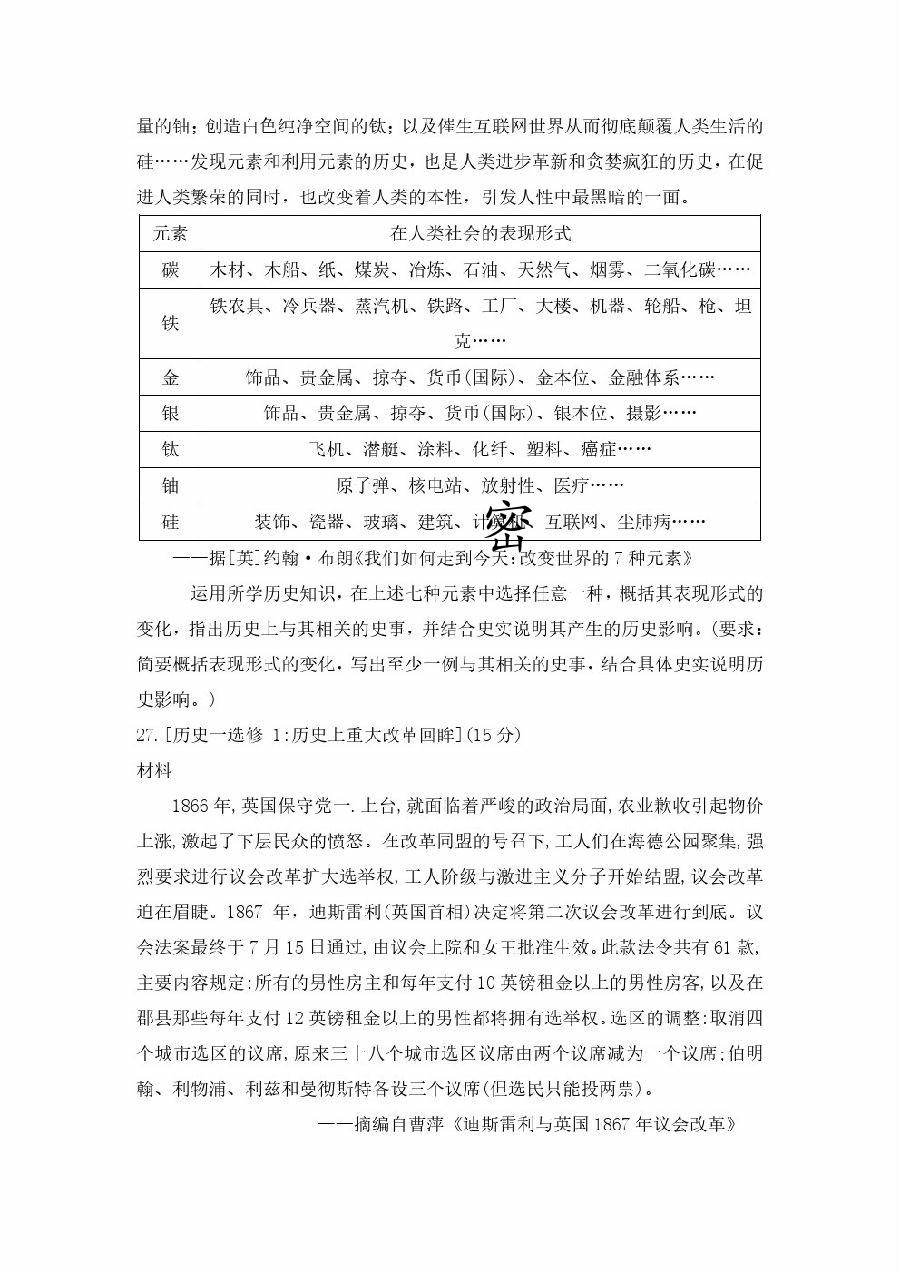 量的铀；创造白色纯净空间的钛；以及催生互联网世界从而彻底颠覆人类生活的
硅……发现元素和利用元素的历史，也是人类进步革新和贪婪疯狂的历史，在促
进人类繁荣的同时，也改变着人类的本性，引发人性中最黑暗的一面。
元素 在人类社会的表现形式
碳 木材、木船、纸、煤炭、冶炼、石油、天然气、烟雾、二氧化碳……
铁 铁农具、冷兵器、蒸汽机、铁路、工厂、大楼、机器、轮船、枪、坦
克……
金 饰品、贵金属、掠夺、货币(国际)、金本位、金融体系……
银 饰品、贵金属、掠夺、货币(国际)、银本位、摄影……
钛 飞机、潜艇、涂料、化纤、塑料、癌症……
铀 原子弹、核电站、放射性、医疗……
硅 装饰、瓷器、玻璃、建筑、计算机、互联网、尘肺病……
密
——据[英]约翰·布朗《我们如何走到今天:改变世界的7种元素》
运用所学历史知识，在上述七种元素中选择任意一种，概括其表现形式的
变化，指出历史上与其相关的史事，并结合史实说明其产生的历史影响。(要求：
简要概括表现形式的变化，写出至少一例与其相关的史事，结合具体史实说明历
史影响。)
27.[历史一选修 1:历史上重大改革回眸](15分)
材料
1866年,英国保守党一.上台,就面临着严峻的政治局面,农业歉收引起物价
上涨,激起了下层民众的愤怒。在改革同盟的号召下,工人们在海德公园聚集,强
烈要求进行议会改革扩大选举权,工人阶级与激进主义分子开始结盟,议会改革
迫在眉睫。1867 年，迪斯雷利(英国首相)决定将第二次议会改革进行到底。议
会法案最终于7月15日通过,由议会上院和女王批准生效。此款法令共有61款,
主要内容规定:所有的男性房主和每年支付10英镑租金以上的男性房客,以及在
郡县那些每年支付12英镑租金以上的男性都将拥有选举权。选区的调整:取消四
个城市选区的议席,原来三十八个城市选区议席由两个议席减为一个议席;伯明
翰、利物浦、利兹和曼彻斯特各设三个议席(但选民只能投两票)。
——摘编自曹萍《迪斯雷利与英国1867年议会改革》